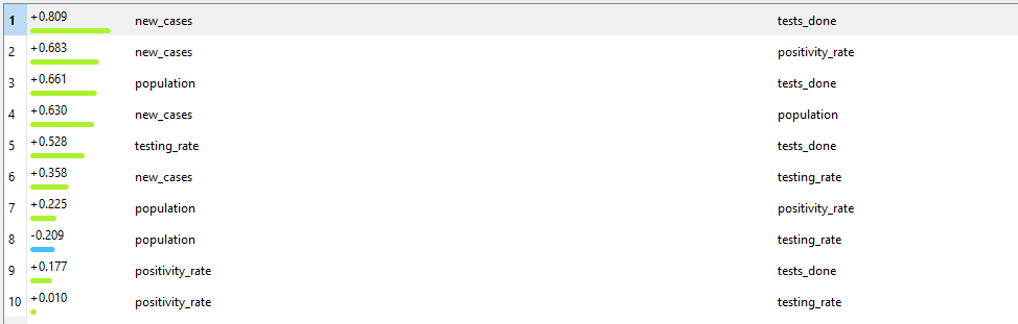 1 +0.809 new_cases tests_done
2 +0.683 new_cases positivity_rate
3 +0.661 population tests_done
4 +0.630 new_cases population
5 +0.528 testing_rate tests_done
6 +0.358 new_cases testing_rate
7 +0.225 population positivity_rate
8 -0.209 population testing_rate
9 +0.177 positivity_rate tests_done
10 +0.010 positivity_rate testing_rate